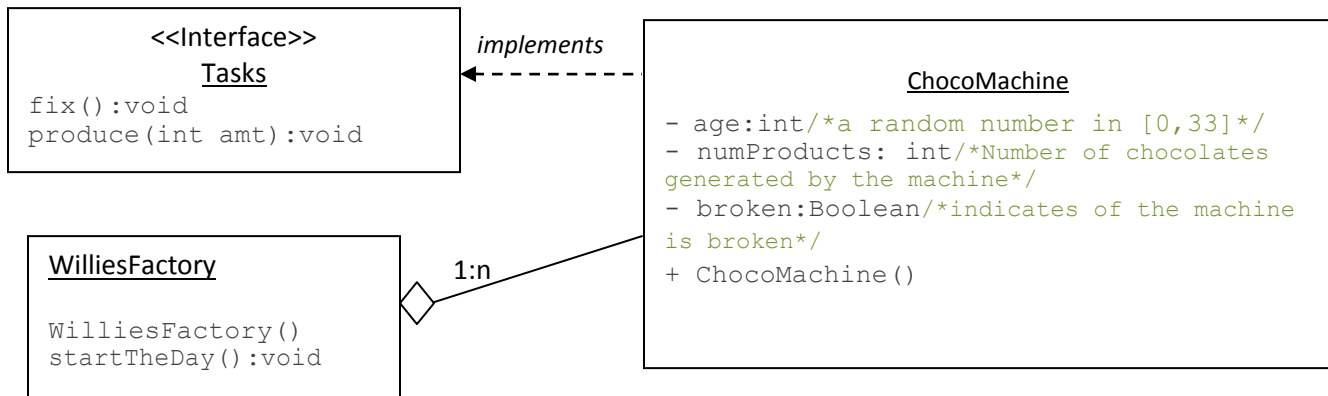 <<Interface>>
Tasks
fix():void
produce(int amt):void
implements
ChocoMachine
- age:int/*a random number in [0,33]*/
- numProducts: int/*Number of chocolates
generated by the machine*/
- broken:Boolean/*indicates of the machine
is broken*/
+ ChocoMachine()
WilliesFactory
WilliesFactory()
startTheDay():void
1:n